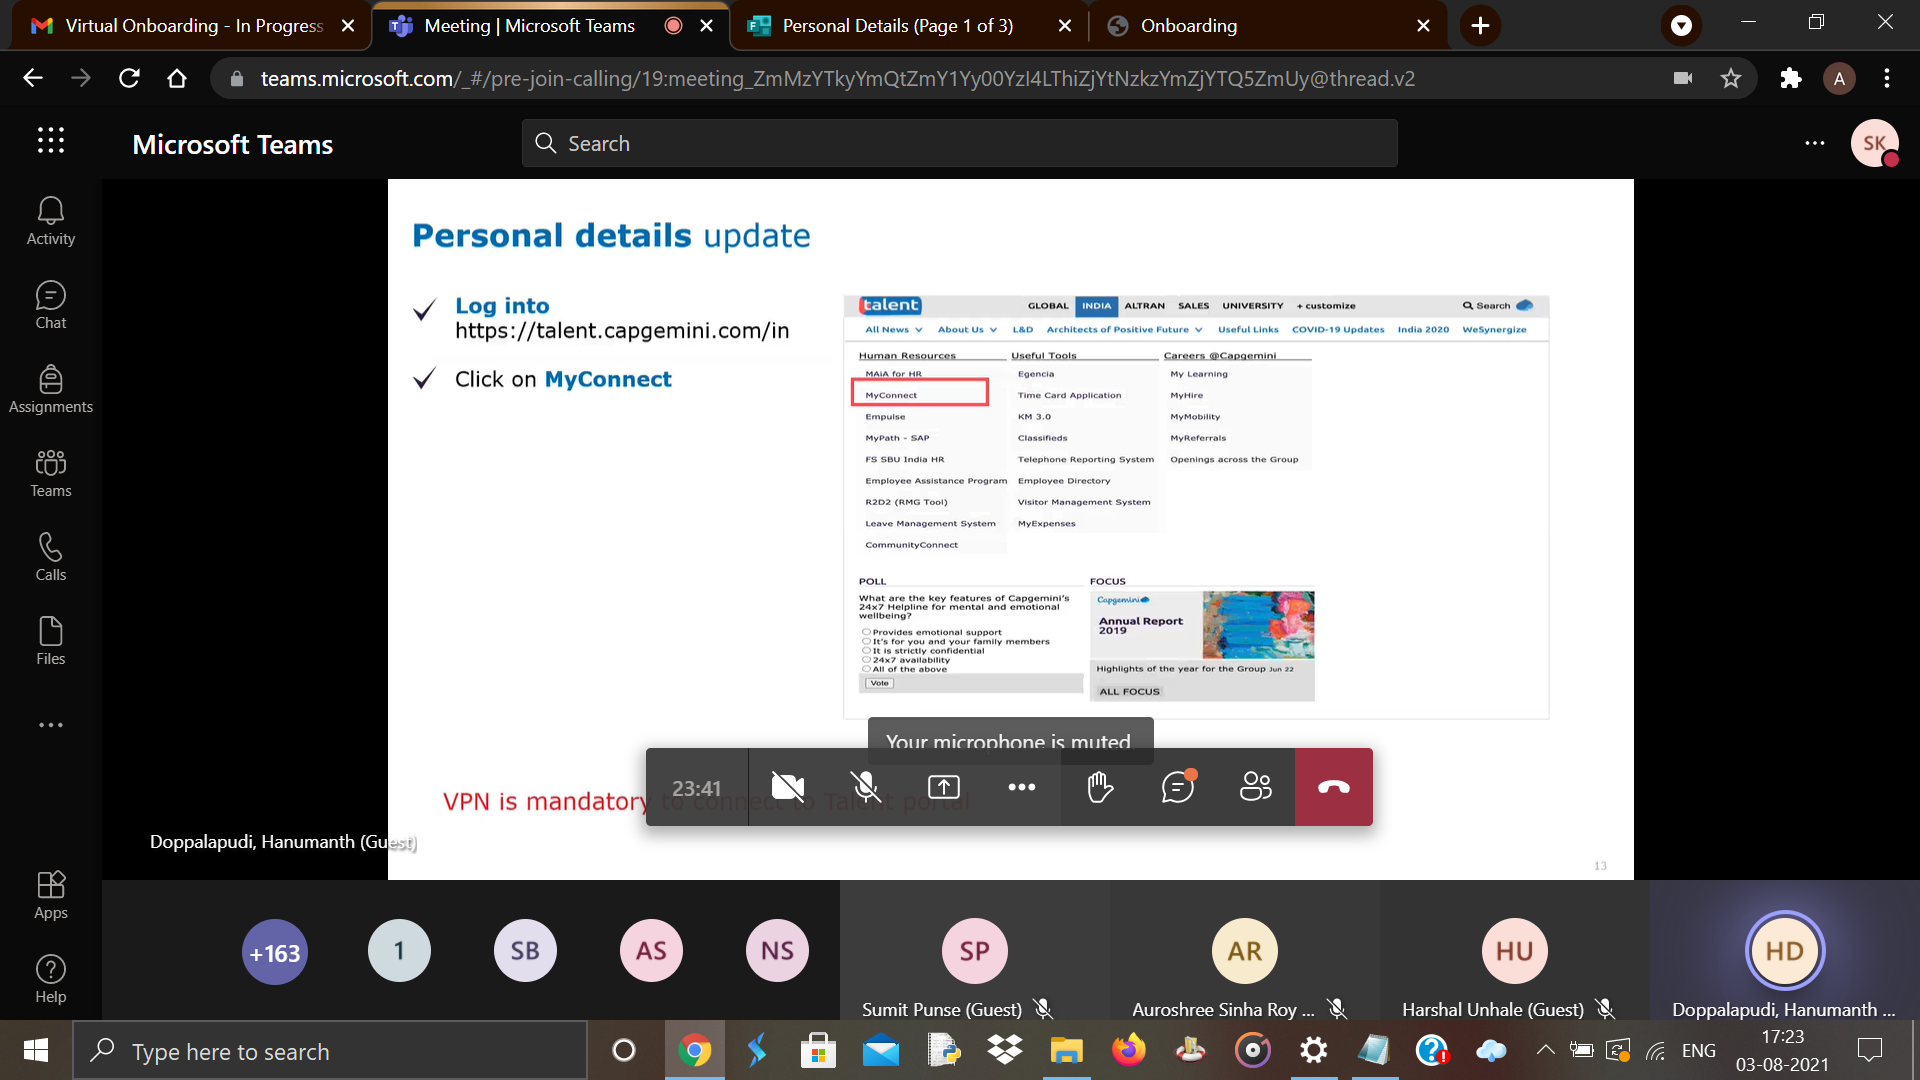 Virtual Onboarding - In Progress
Meeting | Microsoft Teams
Personal Details (Page 1 of 3)
Onboarding
teams.microsoft.com/_#/pre-join-calling/19:meeting_ZmMzYTkyYmQtZmY1Yy00YzI4LThiZjYtNzkzYmZjYTQ5ZmUy@thread.v2
A
Microsoft Teams
Search
SK
Activity
Chat
Assignments
Teams
Calls
Files
Apps
Help
Personal details update
Log into
https://talent.capgemini.com/in
Click on MyConnect
talent
GLOBAL INDIA ALTRAN SALES UNIVERSITY + customize Search
All News About Us L&D Architects of Positive Future Useful Links COVID-19 Updates India 2020 WeSynergize
Human Resources
MAiA for HR
MyConnect
Empulse
MyPath - SAP
FS SBU India HR
Employee Assistance Program
R2D2 (RMG Tool)
Leave Management System
CommunityConnect
Useful Tools
Egencia
Time Card Application
KM 3.0
Classifieds
Telephone Reporting System
Employee Directory
Visitor Management System
MyExpenses
Careers @Capgemini
My Learning
MyHire
MyMobility
MyReferrals
Openings across the Group
POLL
What are the key features of Capgemini's
24x7 Helpline for mental and emotional
wellbeing?
Provides emotional support
It's for you and your family members
It is strictly confidential
24x7 availability
All of the above
Vote
FOCUS
Capgemini
Annual Report
2019
Highlights of the year for the Group Jun 22
ALL FOCUS
Your microphone is muted.
23:41
VPN is mandatory to connect to Talent portal
Doppalapudi, Hanumanth (Guest)
13
+163
1
SB
AS
NS
SP
Sumit Punse (Guest)
AR
Auroshree Sinha Roy ...
HU
Harshal Unhale (Guest)
HD
Doppalapudi, Hanumanth ...
Type here to search
ENG
17:23
03-08-2021